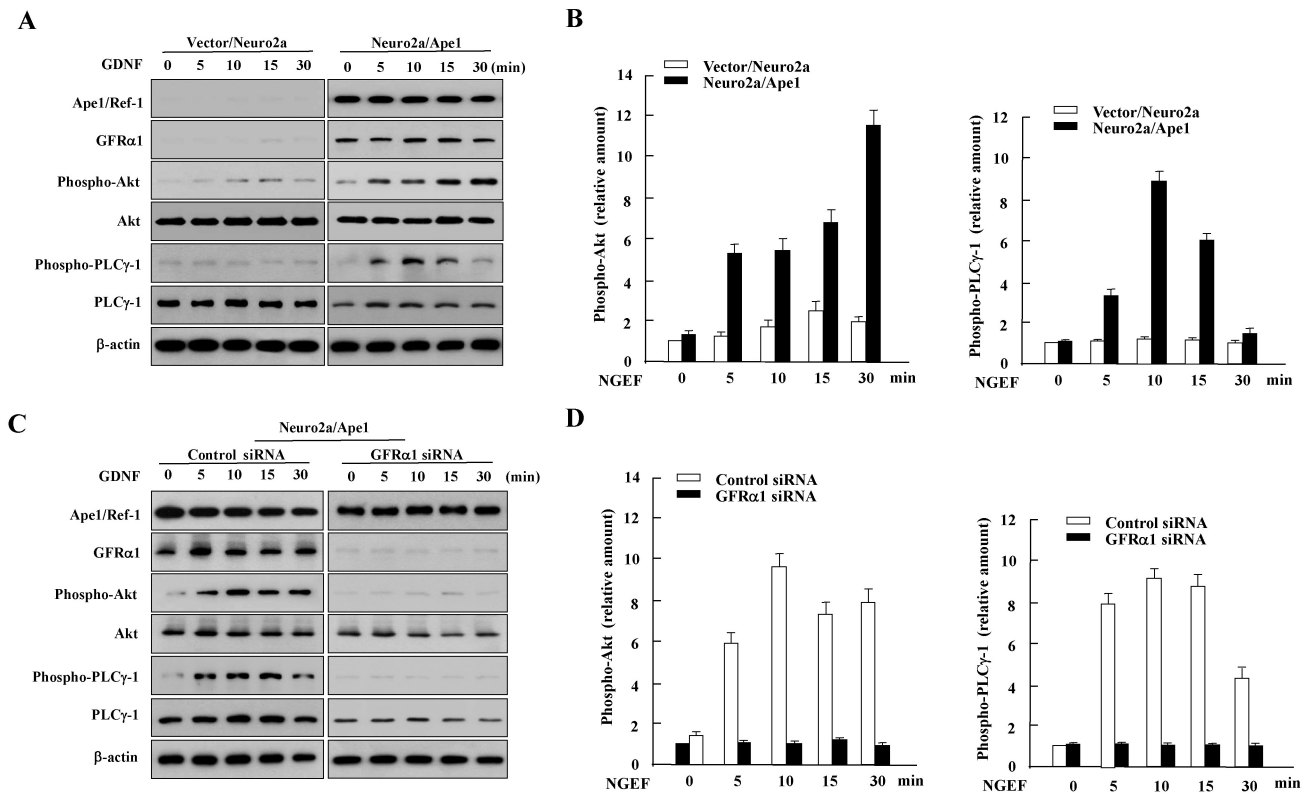 A
Vector/Neuro2a Neuro2a/Ape1
GDNF 0 5 10 15 30 0 5 10 15 30 (min)
Ape1/Ref-1
GFRα1
Phospho-Akt
Akt
Phospho-PLCγ-1
PLCγ-1
β-actin
B
Vector/Neuro2a
Neuro2a/Ape1
Phospho-Akt (relative amount)
14
12
10
8
6
4
2
0
NGEF 0 5 10 15 30 min
Vector/Neuro2a
Neuro2a/Ape1
Phospho-PLCγ-1 (relative amount)
12
10
8
6
4
2
0
NGEF 0 5 10 15 30 min
C
Neuro2a/Ape1
Control siRNA GFRα1 siRNA
GDNF 0 5 10 15 30 0 5 10 15 30 (min)
Ape1/Ref-1
GFRα1
Phospho-Akt
Akt
Phospho-PLCγ-1
PLCγ-1
β-actin
D
Control siRNA
GFRα1 siRNA
Phospho-Akt (relative amount)
14
12
10
8
6
4
2
0
NGEF 0 5 10 15 30 min
Control siRNA
GFRα1 siRNA
Phospho-PLCγ-1 (relative amount)
12
10
8
6
4
2
0
NGEF 0 5 10 15 30 min